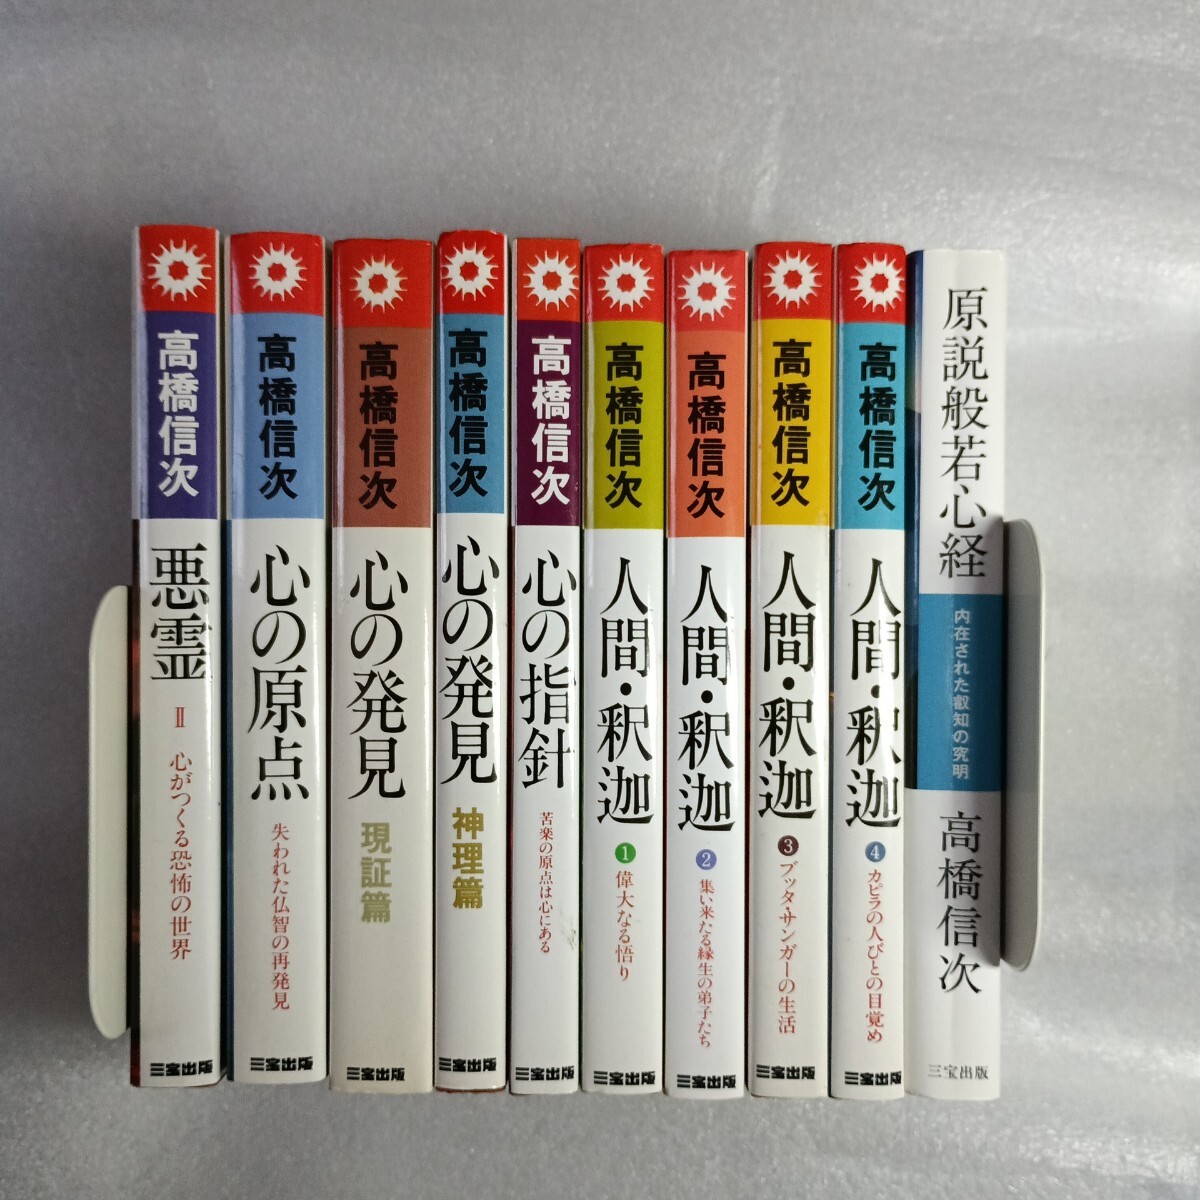 高橋信次
悪霊
II
心がつくる恐怖の世界
三宝出版
高橋信次
心の原点
失われた仏智の再発見
三宝出版
高橋信次
心の発見
現証篇
三宝出版
高橋信次
心の発見
神理篇
三宝出版
高橋信次
心の指針
苦楽の原点は心にある
三宝出版
高橋信次
人間・釈迦
1
偉大なる悟り
三宝出版
高橋信次
人間・釈迦
2
集い来たる縁生の弟子たち
三宝出版
高橋信次
人間・釈迦
3
ブッタ・サンガーの生活
三宝出版
高橋信次
人間・釈迦
4
カピラの人びとの目覚め
三宝出版
原説般若心経
内在された叡知の究明
高橋信次
三宝出版